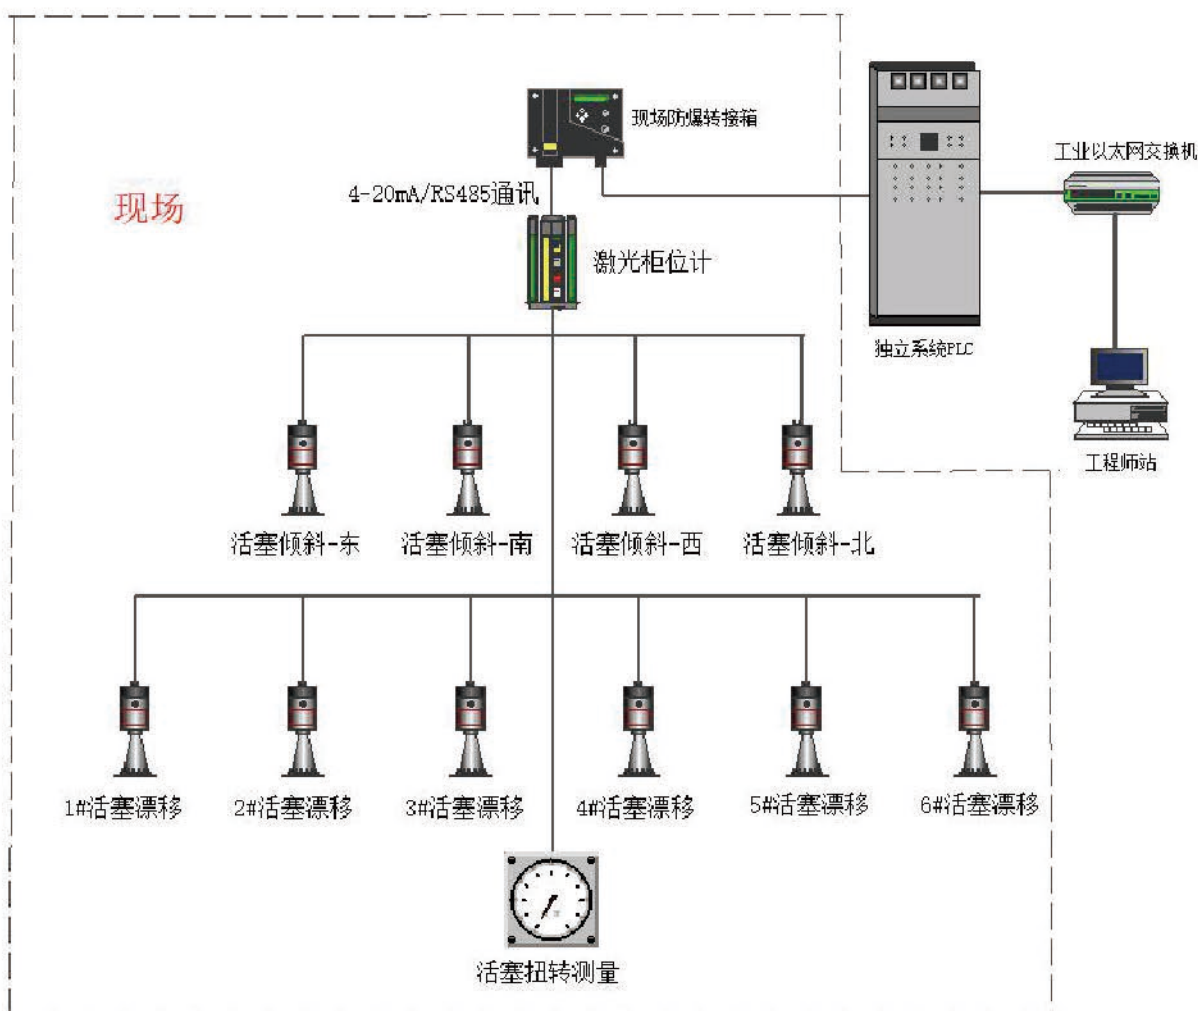 现场防爆转接箱
工业以太网交换机
4-20mA/RS485通讯
现场
激光柜位计
独立系统PLC
工程师站
活塞倾斜-东
活塞倾斜-南
活塞倾斜-西
活塞倾斜-北
1#活塞漂移
2#活塞漂移
3#活塞漂移
4#活塞漂移
5#活塞漂移
6#活塞漂移
活塞扭转测量